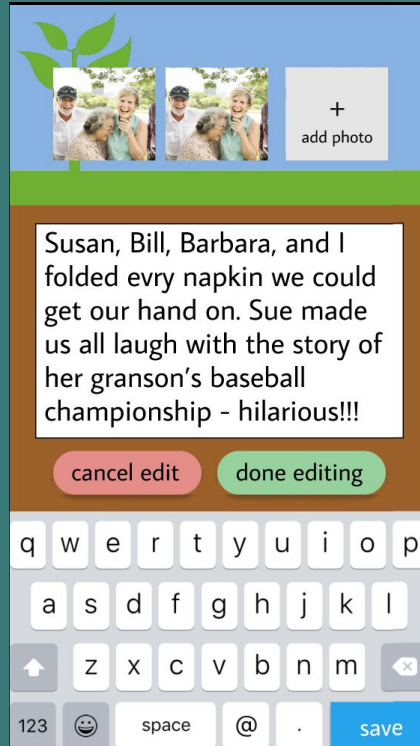 +
add photo
Susan, Bill, Barbara, and I
folded evry napkin we could
get our hand on. Sue made
us all laugh with the story of
her granson's baseball
championship - hilarious!!!
cancel edit done editing
q w e r t y u i o p
a s d f g h j k l
z x c v b n m
123 space @ . save